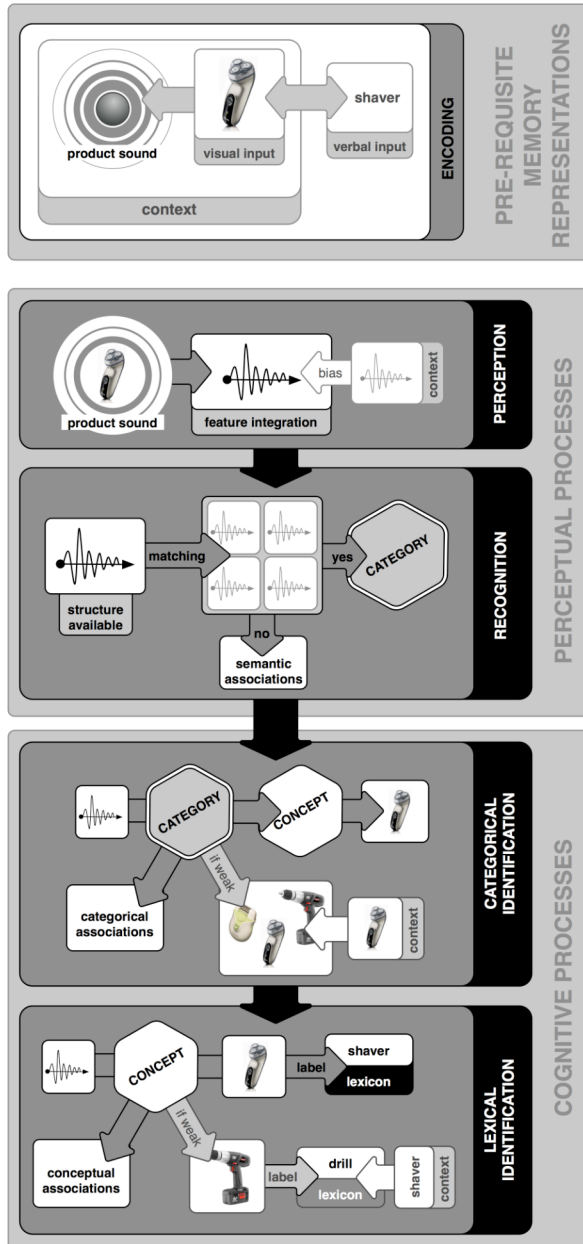 product sound
visual input
shaver
verbal input
context
ENCODING
PRE-REQUISITE
MEMORY
REPRESENTATIONS
product sound
feature integration
bias
context
PERCEPTION
structure
available
matching
yes
CATEGORY
no
semantic
associations
RECOGNITION
PERCEPTUAL PROCESSES
CATEGORY
CONCEPT
if weak
categorical
associations
context
CATEGORICAL
IDENTIFICATION
CONCEPT
label
shaver
lexicon
if weak
conceptual
associations
label
drill
lexicon
shaver
context
LEXICAL
IDENTIFICATION
COGNITIVE PROCESSES